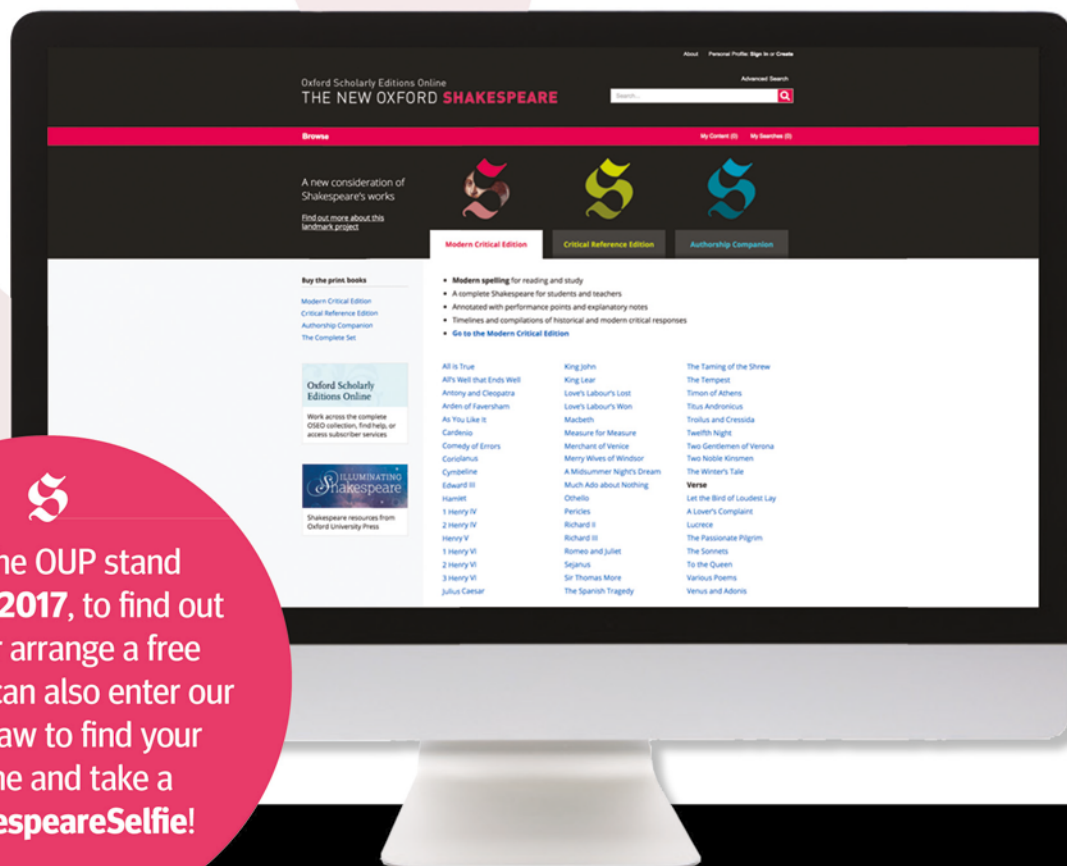 About Personal Profile: Sign in or Create
Oxford Scholarly Editions Online
Advanced Search
THE NEW OXFORD SHAKESPEARE
Search...
Browse
My Content (0) My Searches (0)
A new consideration of
Shakespeare's works
Find out more about this
landmark project
S S S
Modern Critical Edition Critical Reference Edition Authorship Companion
Buy the print books
Modern Critical Edition
Critical Reference Edition
Authorship Companion
The Complete Set
Oxford Scholarly
Editions Online
Work across the complete
OSEO collection, find help, or
access subscriber services
ILLUMINATING
Shakespeare
Shakespeare resources from
Oxford University Press
• Modern spelling for reading and study
• A complete Shakespeare for students and teachers
• Annotated with performance points and explanatory notes
• Timelines and compilations of historical and modern critical responses
• Go to the Modern Critical Edition
All is True
All's Well that Ends Well
Antony and Cleopatra
Arden of Faversham
As You Like It
Cardenio
Comedy of Errors
Coriolanus
Cymbeline
Edward III
Hamlet
1 Henry IV
2 Henry IV
Henry V
1 Henry VI
2 Henry VI
3 Henry VI
Julius Caesar
King John
King Lear
Love's Labour's Lost
Love's Labour's Won
Macbeth
Measure for Measure
Merchant of Venice
Merry Wives of Windsor
A Midsummer Night's Dream
Much Ado about Nothing
Othello
Pericles
Richard II
Richard III
Romeo and Juliet
Sejanus
Sir Thomas More
The Spanish Tragedy
The Taming of the Shrew
The Tempest
Timon of Athens
Titus Andronicus
Troilus and Cressida
Twelfth Night
Two Gentlemen of Verona
Two Noble Kinsmen
The Winter's Tale
Verse
Let the Bird of Loudest Lay
A Lover's Complaint
Lucrece
The Passionate Pilgrim
The Sonnets
To the Queen
Various Poems
Venus and Adonis
S
OUP stand
2017, to find out
arrange a free
can also enter our
to find your
and take a
espeareSelfie!